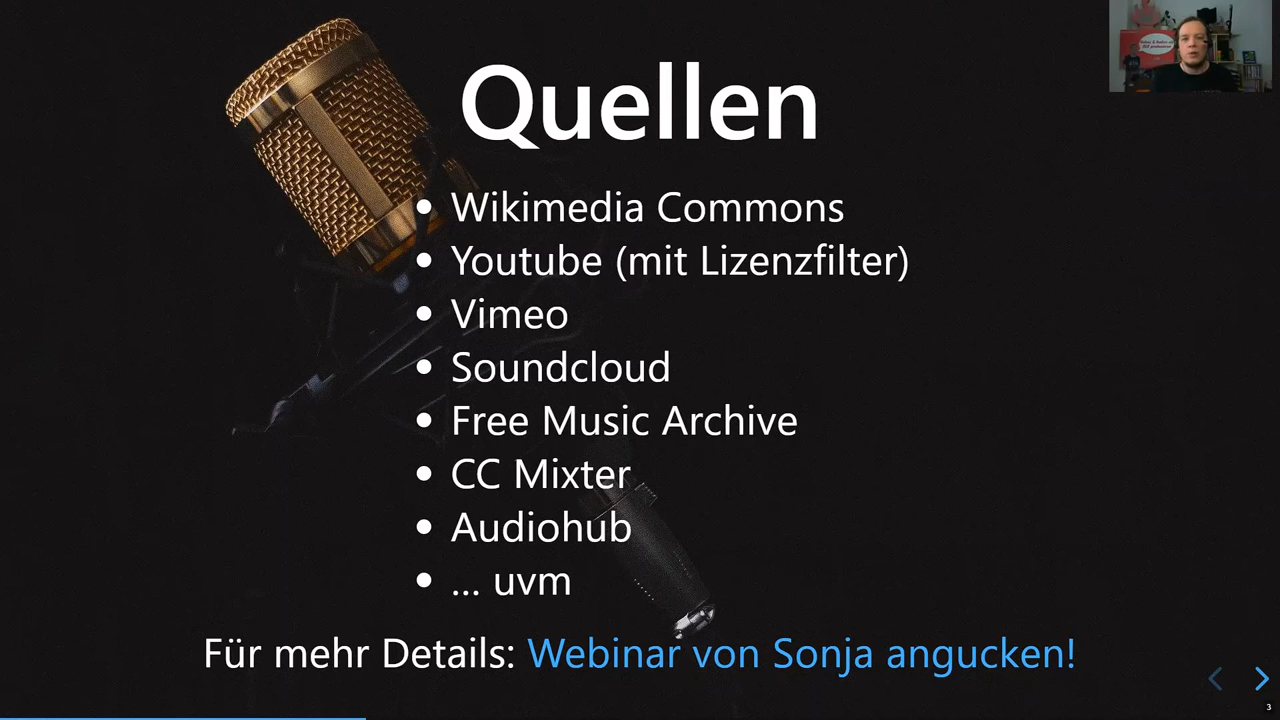 Quellen
• Wikimedia Commons
• Youtube (mit Lizenzfilter)
• Vimeo
• Soundcloud
• Free Music Archive
• CC Mixter
• Audiohub
• ... uvm
Für mehr Details: Webinar von Sonja angucken!
3